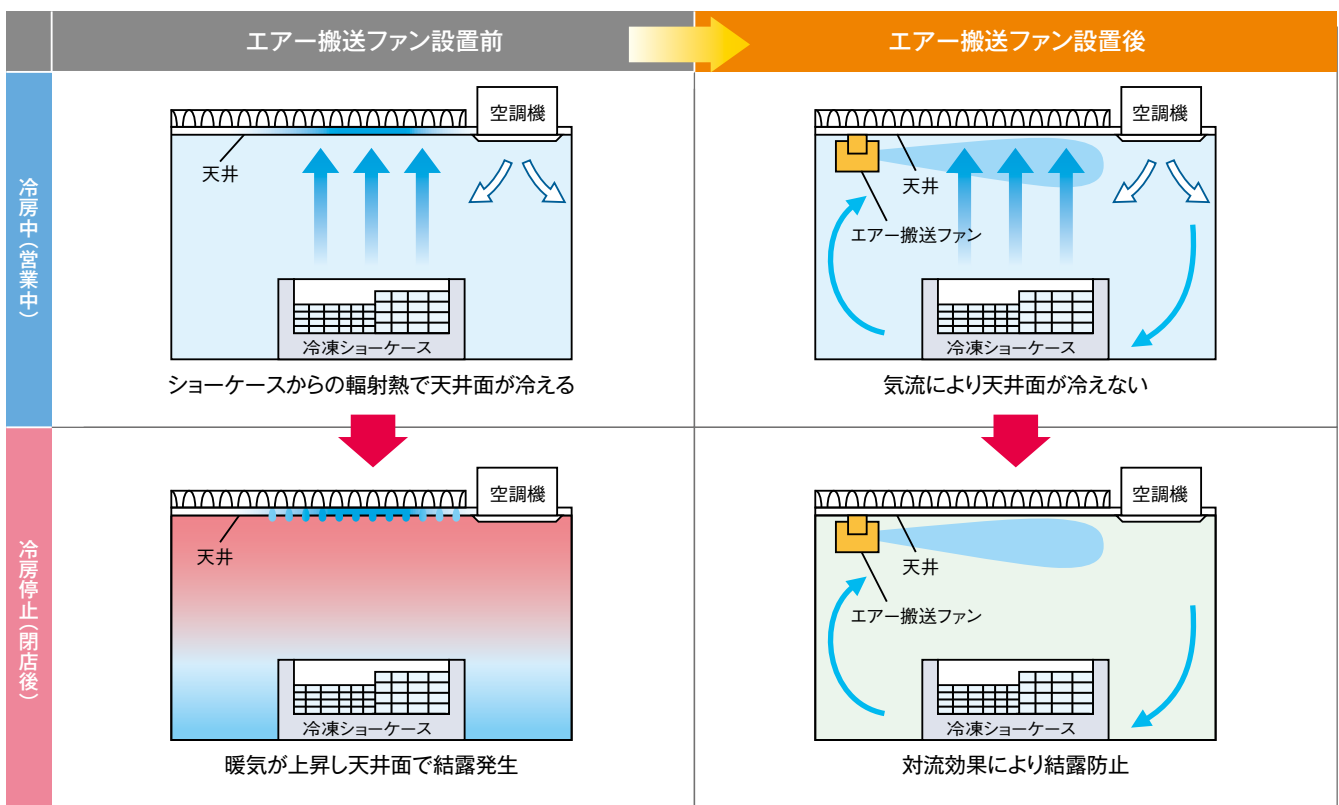 エアー搬送ファン設置前
エアー搬送ファン設置後
冷房中（営業中）
空調機
天井
冷凍ショーケース
ショーケースからの輻射熱で天井面が冷える
空調機
天井
エアー搬送ファン
冷凍ショーケース
気流により天井面が冷えない
冷房停止（閉店後）
空調機
天井
冷凍ショーケース
暖気が上昇し天井面で結露発生
空調機
天井
エアー搬送ファン
冷凍ショーケース
対流効果により結露防止